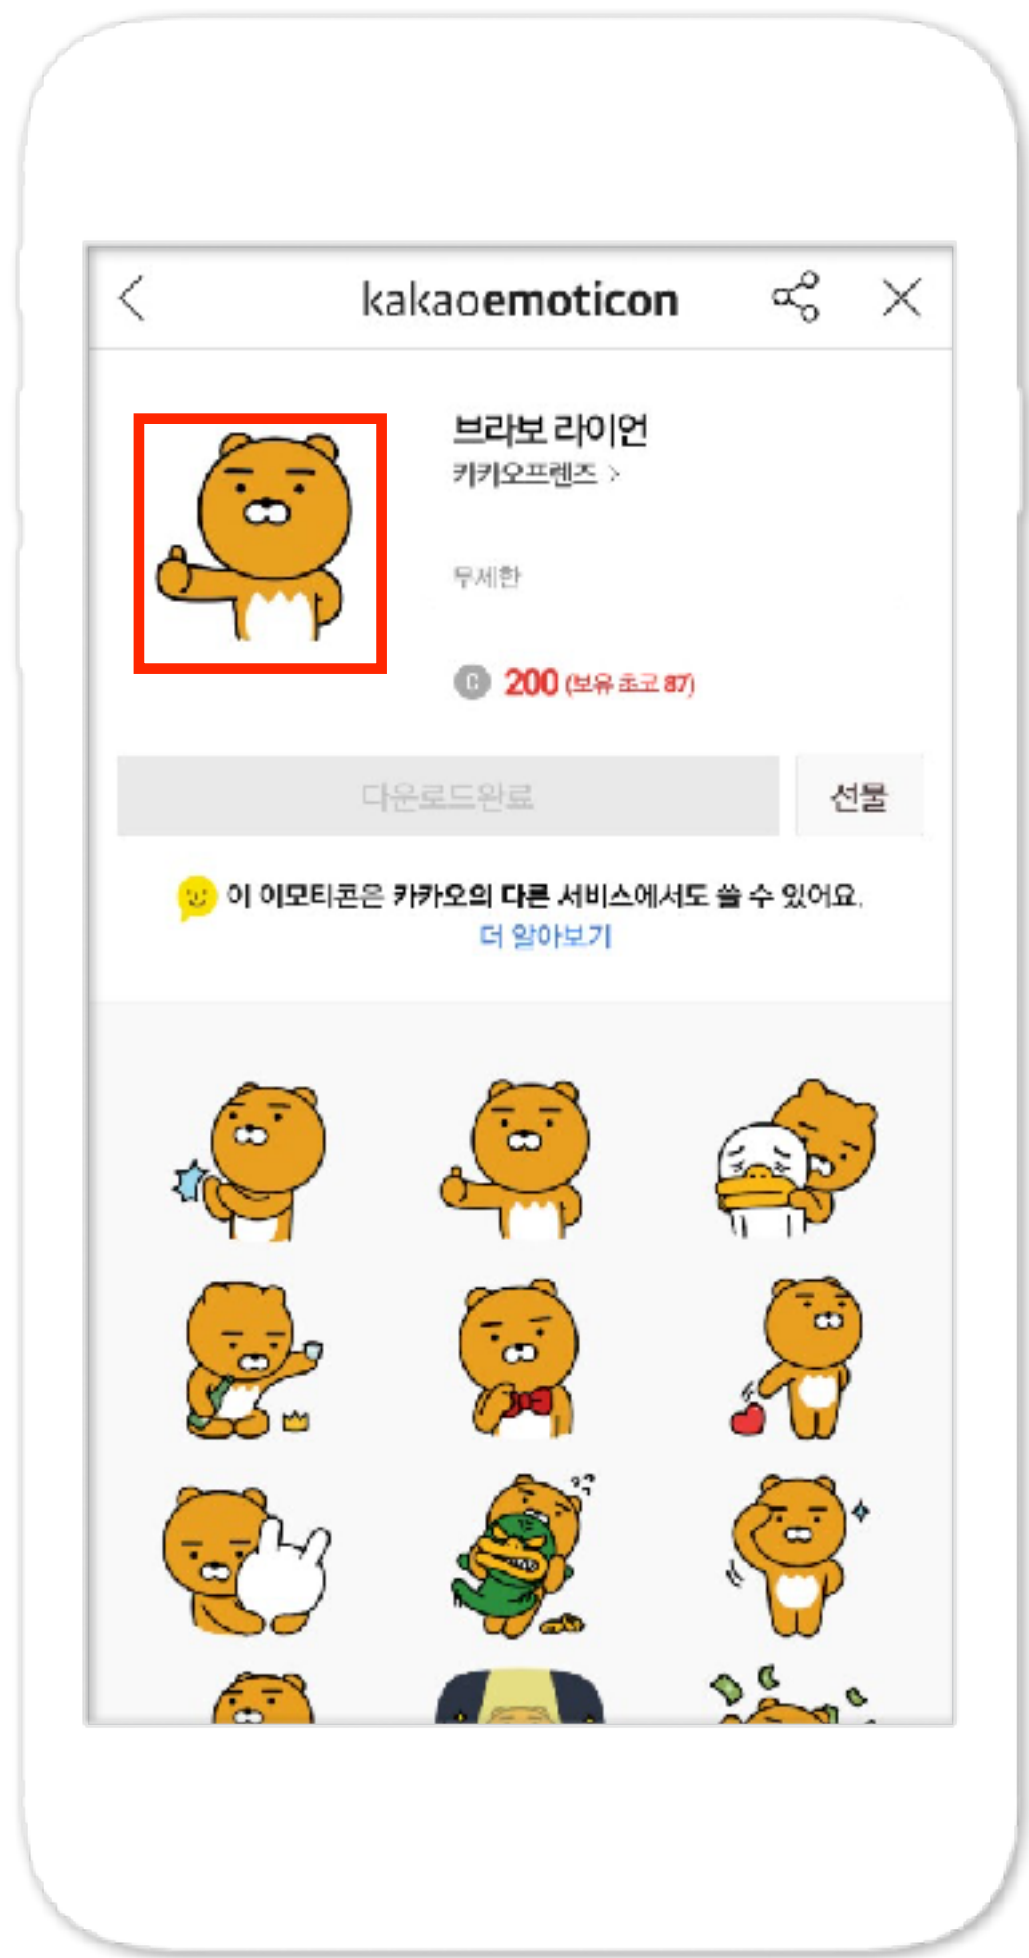 kakaoemoticon
브라보 라이언
카카오프렌즈 >
무제한
C 200 (보유 초코 87)
다운로드완료
선물
이 이모티콘은 카카오의 다른 서비스에서도 쓸 수 있어요.
더 알아보기